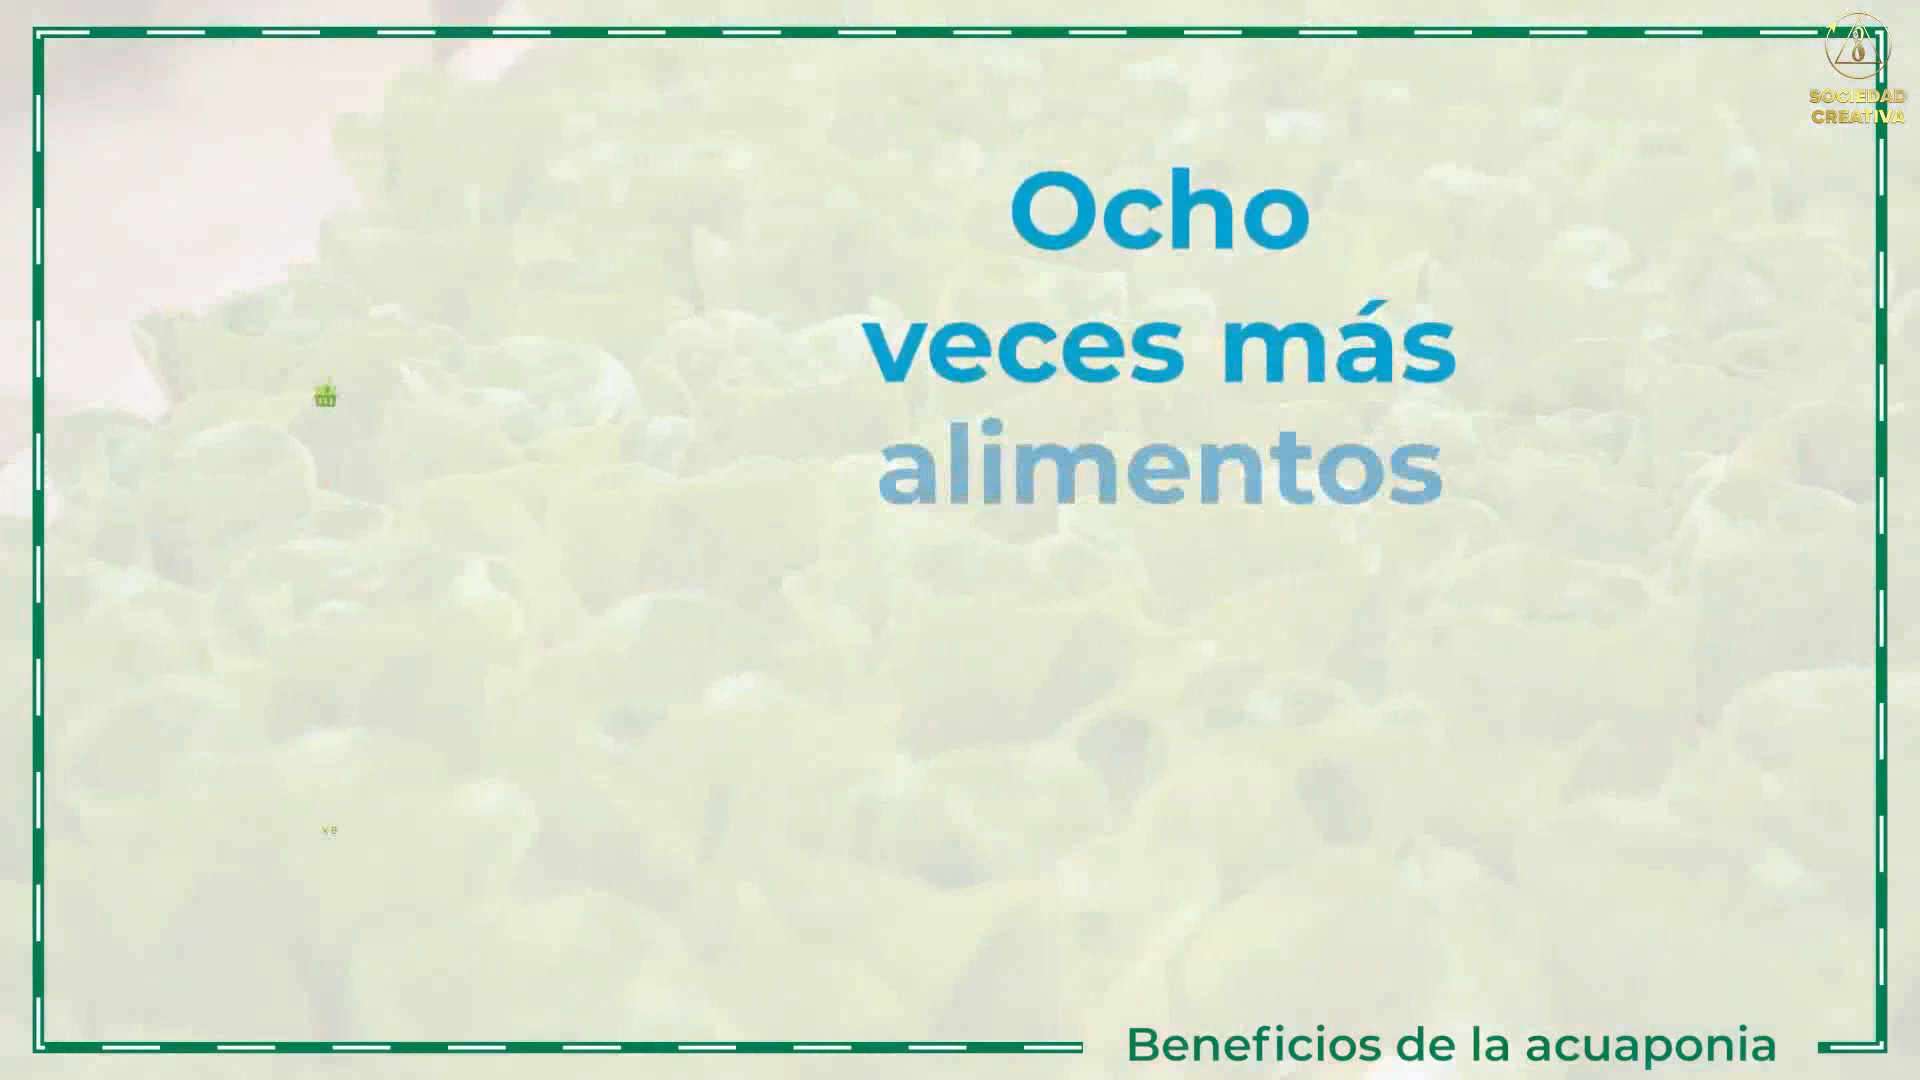 SOCIEDAD
CREATIVA
Ocho
veces más
alimentos
Beneficios de la acuaponia